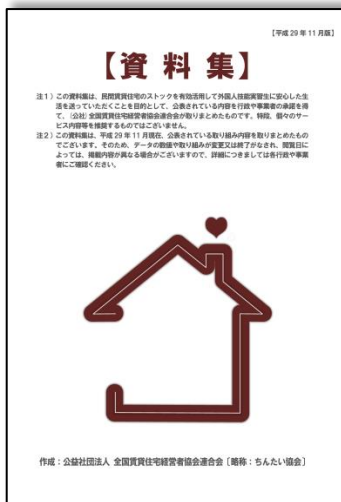 【平成 29 年 11 月版】
【資 料 集】
注１）この資料集は、民間賃貸住宅のストックを有効活用して外国人技能実習生に安心した生
活を送っていただくことを目的として、公表されている内容を行政や事業者の承諾を得
て、（公社）全国賃貸住宅経営者協会連合会が取りまとめたものです。特段、個々のサー
ビス内容等を推奨するものではございません。
注２）この資料集は、平成 29 年 11 月現在、公表されている取り組み内容を取りまとめたもの
でございます。そのため、データの数値や取り組みが変更又は終了がなされ、閲覧日に
よっては、掲載内容が異なる場合がございますので、詳細につきましては各行政や事業
者にご確認ください。
作成：公益社団法人 全国賃貸住宅経営者協会連合会〔略称：ちんたい協会〕